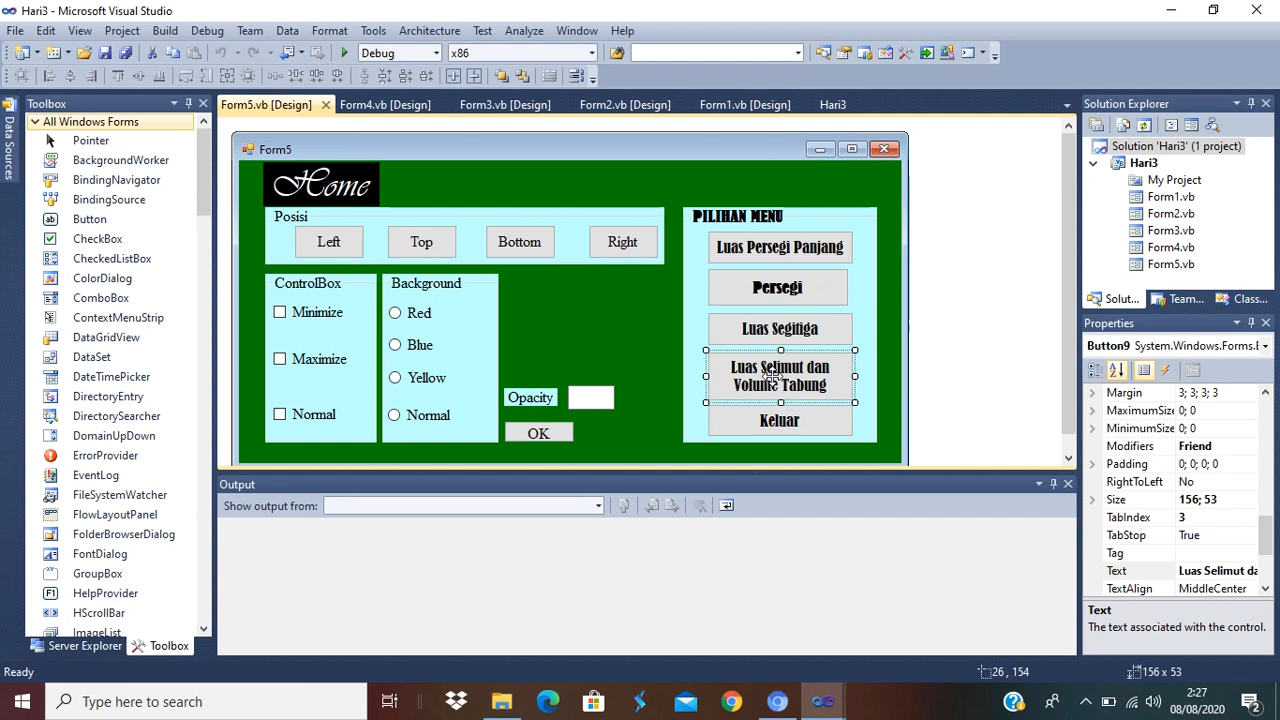 Hari3 - Microsoft Visual Studio
File Edit View Project Build Debug Team Data Format Tools Architecture Test Analyze Window Help
Debug x86
Toolbox
Form5.vb [Design] Form4.vb [Design] Form3.vb [Design] Form2.vb [Design] Form1.vb [Design] Hari3
Solution Explorer
Data Sources
All Windows Forms
Pointer
BackgroundWorker
BindingNavigator
BindingSource
Button
CheckBox
CheckedListBox
ColorDialog
ComboBox
ContextMenuStrip
DataGridView
DataSet
DateTimePicker
DirectoryEntry
DirectorySearcher
DomainUpDown
ErrorProvider
EventLog
FileSystemWatcher
FlowLayoutPanel
FolderBrowserDialog
FontDialog
GroupBox
HelpProvider
HScrollBar
ImageList
Server Explorer Toolbox
Form5
Home
Posisi
Left Top Bottom Right
ControlBox
Minimize
Maximize
Normal
Background
Red
Blue
Yellow
Normal
Opacity
OK
PILIHAN MENU
Luas Persegi Panjang
Persegi
Luas Segitiga
Luas Selimut dan
Volume Tabung
Keluar
Output
Show output from:
Solution 'Hari3' (1 project)
Hari3
My Project
Form1.vb
Form2.vb
Form3.vb
Form4.vb
Form5.vb
Solut... Team... Class...
Properties
Button9 System.Windows.Forms.B
Margin 3; 3; 3; 3
MaximumSize 0; 0
MinimumSize 0; 0
Modifiers Friend
Padding 0; 0; 0; 0
RightToLeft No
Size 156; 53
TabIndex 3
TabStop True
Tag
Text Luas Selimut da
TextAlign MiddleCenter
Text
The text associated with the control.
Ready 26 , 154 156 x 53
Type here to search
2:27
08/08/2020
2